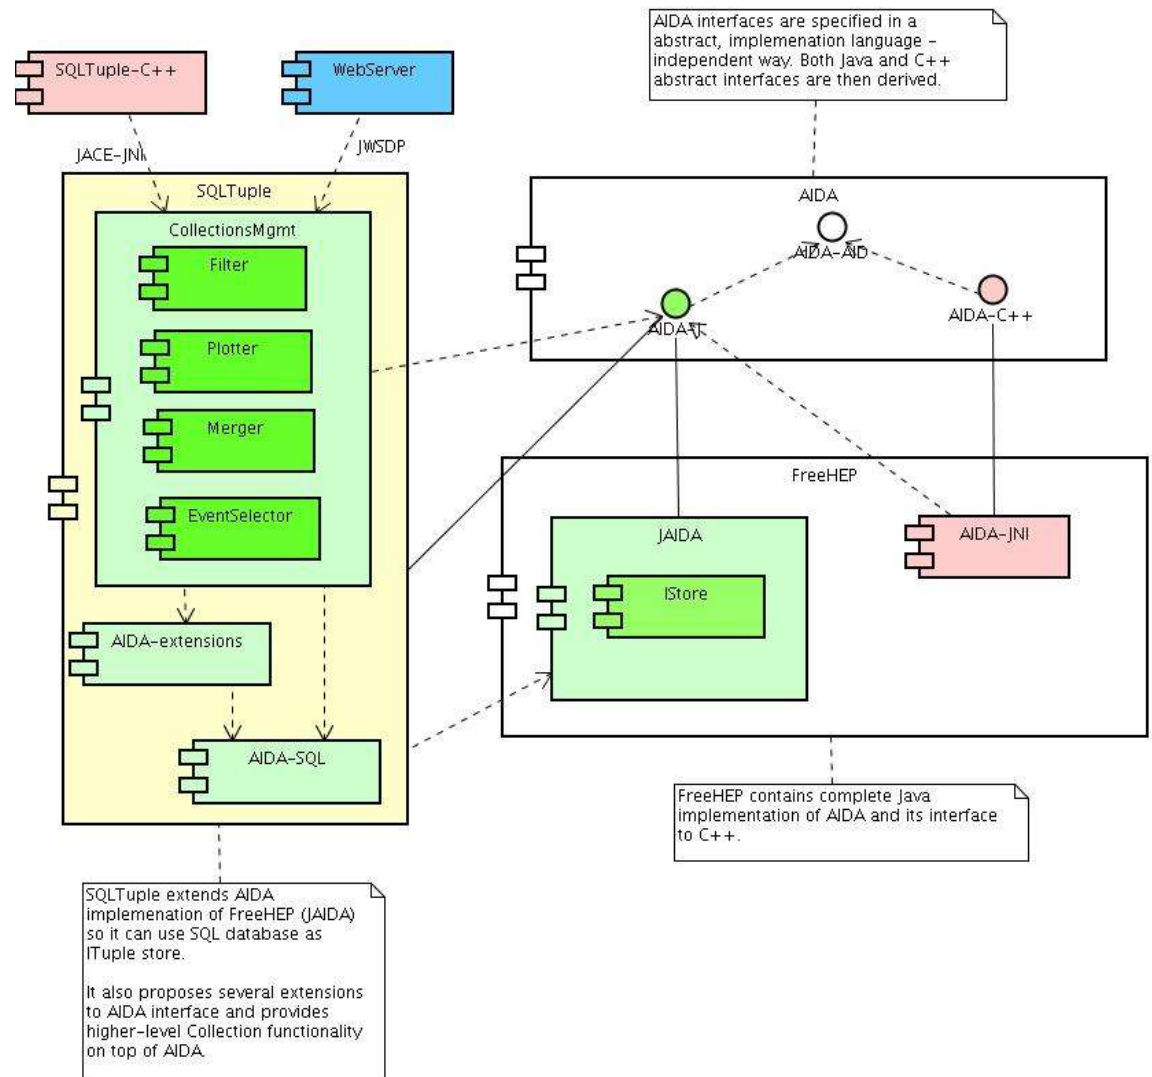 AIDA interfaces are specified in a
abstract, implemenation language –
independent way. Both Java and C++
abstract interfaces are then derived.
SQLTuple-C++
WebServer
JACE-JNI
JWSDP
SQLTuple
CollectionsMgmt
Filter
Plotter
Merger
EventSelector
AIDA-extensions
AIDA-SQL
AIDA
AIDA-AID
AIDA-C++
FreeHEP
JAIDA
IStore
AIDA-JNI
FreeHEP contains complete Java
implementation of AIDA and its interface
to C++.
SQLTuple extends AIDA
implemenation of FreeHEP (JAIDA)
so it can use SQL database as
ITuple store.
It also proposes several extensions
to AIDA interface and provides
higher-level Collection functionality
on top of AIDA.